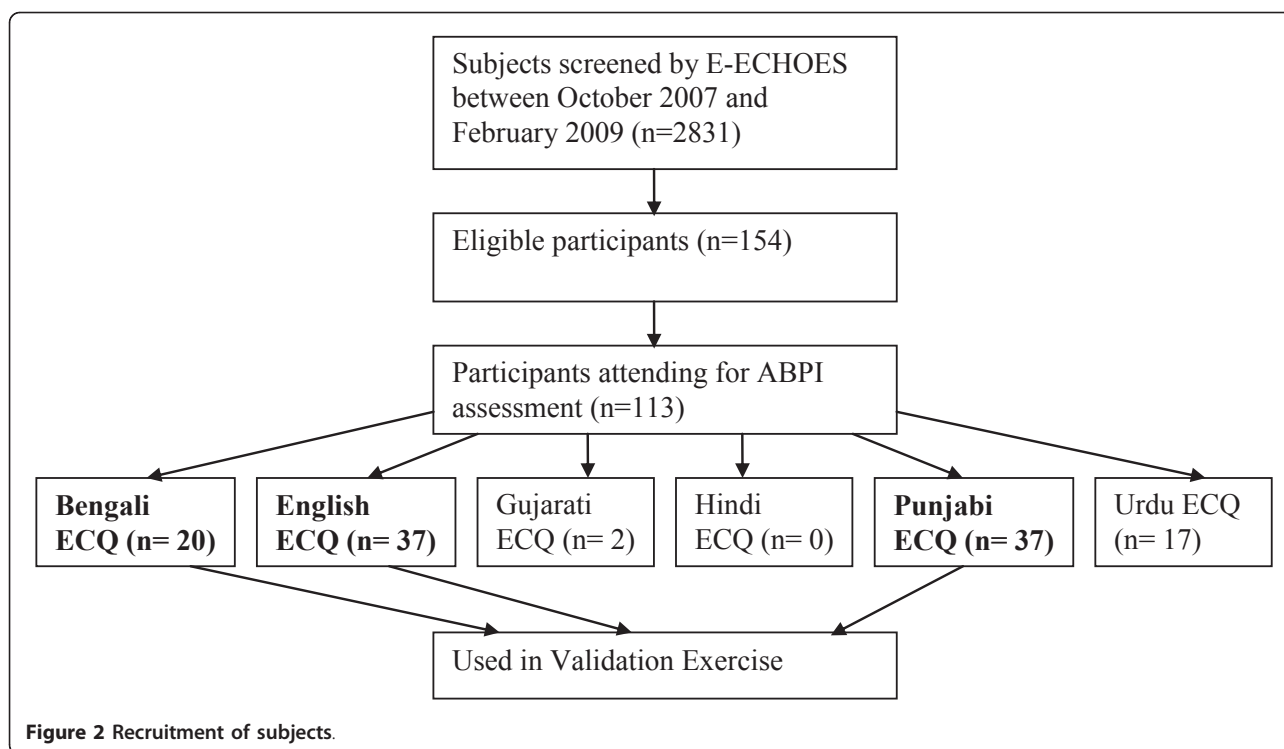 Subjects screened by E-ECHOES
between October 2007 and
February 2009 (n=2831)
Eligible participants (n=154)
Participants attending for ABPI
assessment (n=113)
Bengali
ECQ (n= 20)
English
ECQ (n= 37)
Gujarati
ECQ (n= 2)
Hindi
ECQ (n= 0)
Punjabi
ECQ (n= 37)
Urdu ECQ
(n= 17)
Used in Validation Exercise
Figure 2 Recruitment of subjects.